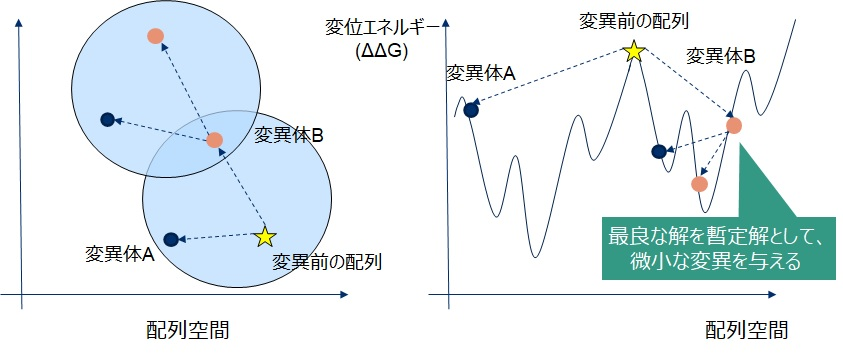 変異体B
変異体A
変異前の配列
配列空間
変位エネルギー
(ΔΔG)
変異前の配列
変異体A
変異体B
最良な解を暫定解として、
微小な変異を与える
配列空間